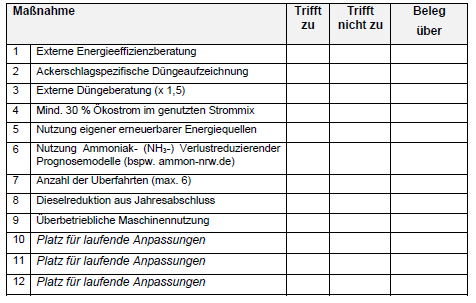 Maßnahme Trifft zu Trifft nicht zu Beleg über
1 Externe Energieeffizienzberatung
2 Ackerschlagspezifische Düngeaufzeichnung
3 Externe Düngeberatung (x 1,5)
4 Mind. 30 % Ökostrom im genutzten Strommix
5 Nutzung eigener erneuerbarer Energiequellen
6 Nutzung Ammoniak- (NH₃-) Verlustreduzierender
Prognosemodelle (bspw. ammon-nrw.de)
7 Anzahl der Überfahrten (max. 6)
8 Dieselreduktion aus Jahresabschluss
9 Überbetriebliche Maschinennutzung
10 Platz für laufende Anpassungen
11 Platz für laufende Anpassungen
12 Platz für laufende Anpassungen